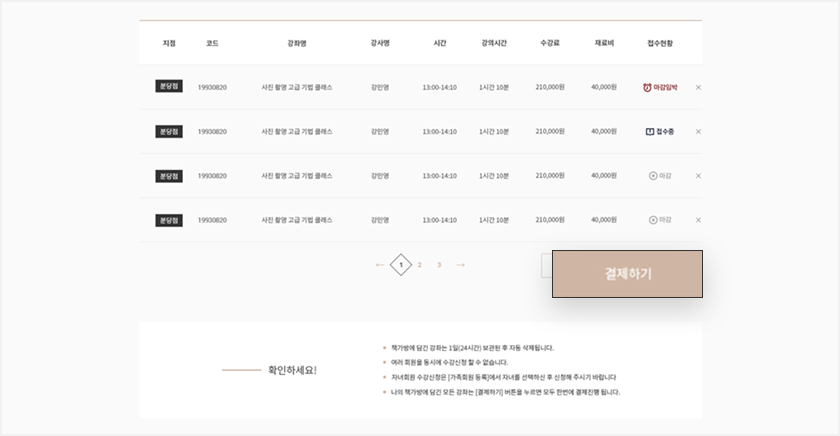 지점 코드 강좌명 강사명 시간 강의시간 수강료 재료비 접수현황
분당점 19930820 사진 촬영 고급 기법 클래스 강민영 13:00-14:10 1시간 10분 210,000원 40,000원 마감임박 ×
분당점 19930820 사진 촬영 고급 기법 클래스 강민영 13:00-14:10 1시간 10분 210,000원 40,000원 접수중 ×
분당점 19930820 사진 촬영 고급 기법 클래스 강민영 13:00-14:10 1시간 10분 210,000원 40,000원 마감 ×
분당점 19930820 사진 촬영 고급 기법 클래스 강민영 13:00-14:10 1시간 10분 210,000원 40,000원 마감 ×
← 1 2 3 →
결제하기
확인하세요!
책가방에 담긴 강좌는 1일(24시간) 보관된 후 자동 삭제됩니다.
여러 회원을 동시에 수강신청 할 수 없습니다.
자녀회원 수강신청은 [가족회원 등록]에서 자녀를 선택하신 후 신청해 주시기 바랍니다
나의 책가방에 담긴 모든 강좌는 [결제하기] 버튼을 누르면 모두 한번에 결제진행 됩니다.